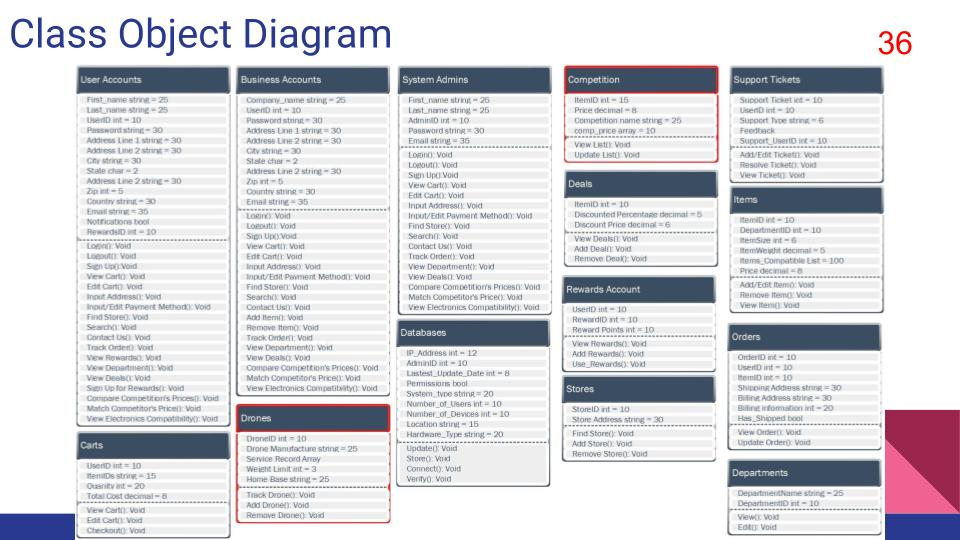 Class Object Diagram
36
User Accounts
First_name string = 25
Last_name string = 25
UserID int = 10
Password string = 30
Address Line 1 string = 30
Address Line 2 string = 30
City string = 30
State char = 2
Address Line 2 string = 30
Zip int = 5
Country string = 30
Email string = 35
Notifications bool
RewardsID int = 10
Login(): Void
Logout(): Void
Sign Up():Void
View Cart(): Void
Edit Cart(): Void
Input Address(): Void
Input/Edit Payment Method(): Void
Find Store(): Void
Search(): Void
Contact Us(): Void
Track Order(): Void
View Rewards(): Void
View Department(): Void
View Deals(): Void
Sign Up for Rewards(): Void
Compare Competition's Prices(): Void
Match Competitor's Price(): Void
View Electronics Compatibility(): Void
Carts
UserID int = 10
ItemIDs string = 15
Quanity int = 20
Total Cost decimal = 8
View Cart(): Void
Edit Cart(): Void
Checkout(): Void
Business Accounts
Company_name string = 25
UserID int = 10
Password string = 30
Address Line 1 string = 30
Address Line 2 string = 30
City string = 30
State char = 2
Address Line 2 string = 30
Zip int = 5
Country string = 30
Email string = 35
Login(): Void
Logout(): Void
Sign Up():Void
View Cart(): Void
Edit Cart(): Void
Input Address(): Void
Input/Edit Payment Method(): Void
Find Store(): Void
Search(): Void
Contact Us(): Void
Add Item(): Void
Remove Item(): Void
Track Order(): Void
View Department(): Void
View Deals(): Void
Compare Competition's Prices(): Void
Match Competitor's Price(): Void
View Electronics Compatibility(): Void
Drones
DroneID int = 10
Drone Manufacture string = 25
Service Record Array
Weight Limit int = 3
Home Base string = 25
Track Drone(): Void
Add Drone(): Void
Remove Drone(): Void
System Admins
First_name string = 25
Last_name string = 25
AdminID int = 10
Password string = 30
Email string = 35
Login(): Void
Logout(): Void
Sign Up():Void
View Cart(): Void
Edit Cart(): Void
Input Address(): Void
Input/Edit Payment Method(): Void
Find Store(): Void
Search(): Void
Contact Us(): Void
Track Order(): Void
View Department(): Void
View Deals(): Void
Compare Competition's Prices(): Void
Match Competitor's Price(): Void
View Electronics Compatibility(): Void
Databases
IP_Address int = 12
AdminID int = 10
Lastest_Update_Date int = 8
Permissions bool
System_type string = 20
Number_of_Users int = 10
Number_of_Devices int = 10
Location string = 15
Hardware_Type string = 20
Update(): Void
Store(): Void
Connect(): Void
Verify(): Void
Competition
ItemID int = 15
Price decimal = 8
Competition name string = 25
comp_price array = 10
View List(): Void
Update List(): Void
Deals
ItemID int = 10
Discounted Percentage decimal = 5
Discount Price decimal = 6
View Deals(): Void
Add Deal(): Void
Remove Deal(): Void
Rewards Account
UserID int = 10
RewardID int = 10
Reward Points int = 10
View Rewards(): Void
Add Rewards(): Void
Use_Rewards(): Void
Stores
StoreID int = 10
Store Address string = 30
Find Store(): Void
Add Store(): Void
Remove Store(): Void
Support Tickets
Support Ticket int = 10
UserID int = 10
Support Type string = 6
Feedback
Support_UserID int = 10
Add/Edit Ticket(): Void
Resolve Ticket(): Void
View Ticket(): Void
Items
ItemID int = 10
DepartmentID int = 10
ItemSize int = 6
ItemWeight decimal = 5
Items_Compatible List = 100
Price decimal = 8
Add/Edit Item(): Void
Remove Item(): Void
View Item(): Void
Orders
OrderID int = 10
UserID int = 10
ItemID int = 10
Shipping Address string = 30
Billing Address string = 30
Billing information int = 20
Has_Shipped bool
View Order(): Void
Update Order(): Void
Departments
DepartmentName string = 25
DepartmentID int = 10
View(): Void
Edit(): Void